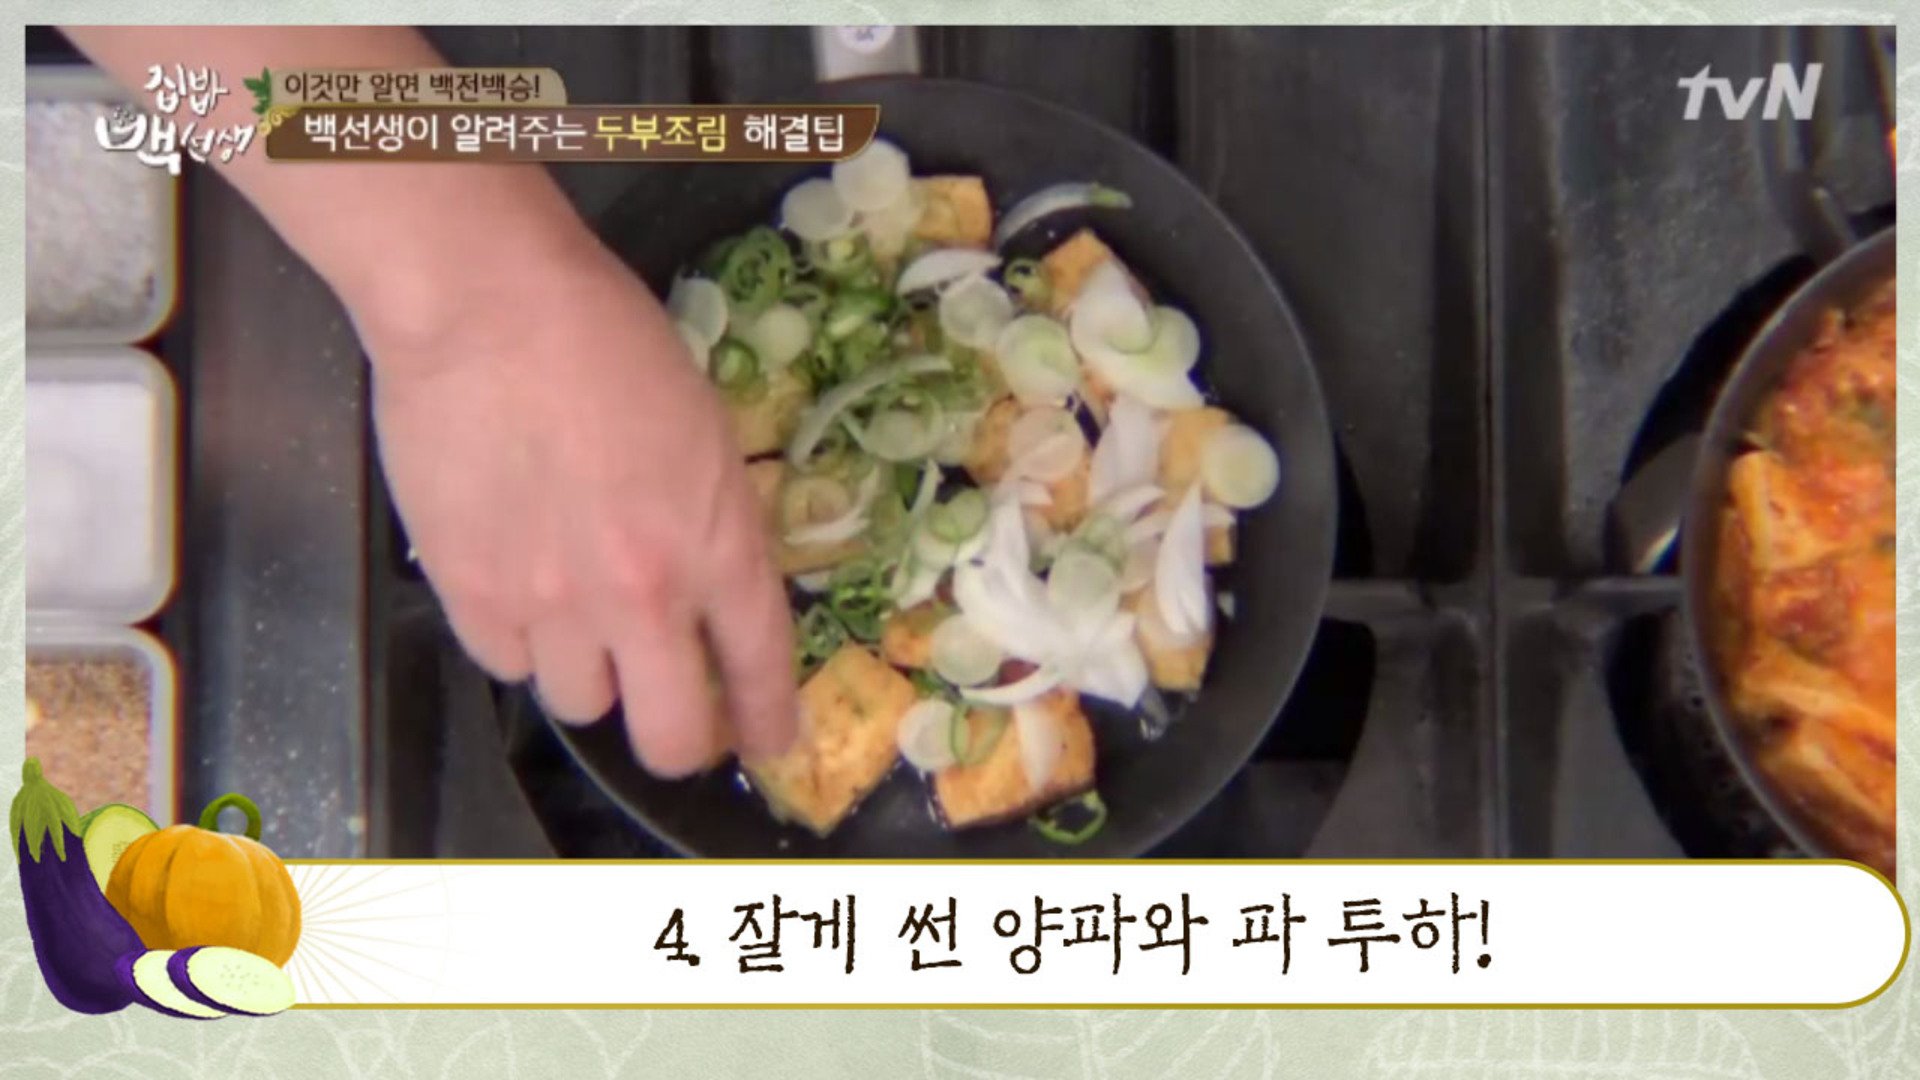 집밥
백선생
이것만 알면 백전백승!
백선생이 알려주는 두부조림 해결팁
tvN
4. 잘게 썬 양파와 파 투하!